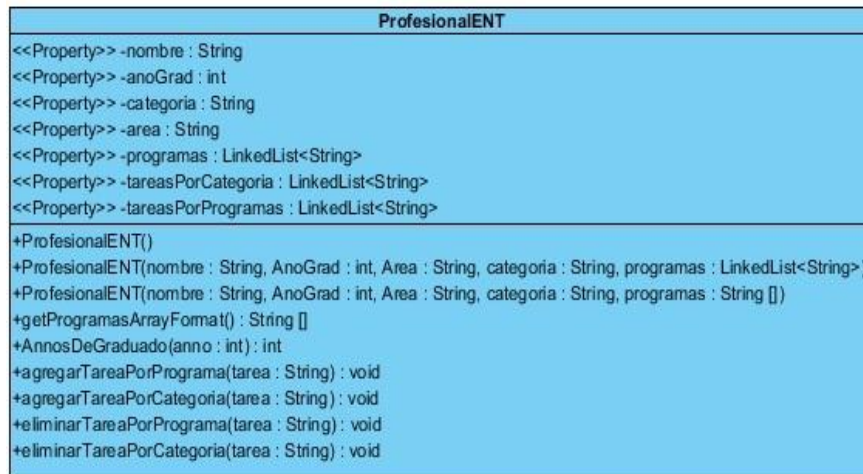 ProfesionalENT
<<Property>> -nombre : String
<<Property>> -anoGrad : int
<<Property>> -categoria : String
<<Property>> -area : String
<<Property>> -programas : LinkedList<String>
<<Property>> -tareasPorCategoria : LinkedList<String>
<<Property>> -tareasPorProgramas : LinkedList<String>
+ProfesionalENT()
+ProfesionalENT(nombre : String, AnoGrad : int, Area : String, categoria : String, programas : LinkedList<String>)
+ProfesionalENT(nombre : String, AnoGrad : int, Area : String, categoria : String, programas : String [])
+getProgramasArrayFormat() : String []
+AnnosDeGraduado(anno : int) : int
+agregarTareaPorPrograma(tarea : String) : void
+agregarTareaPorCategoria(tarea : String) : void
+eliminarTareaPorPrograma(tarea : String) : void
+eliminarTareaPorCategoria(tarea : String) : void